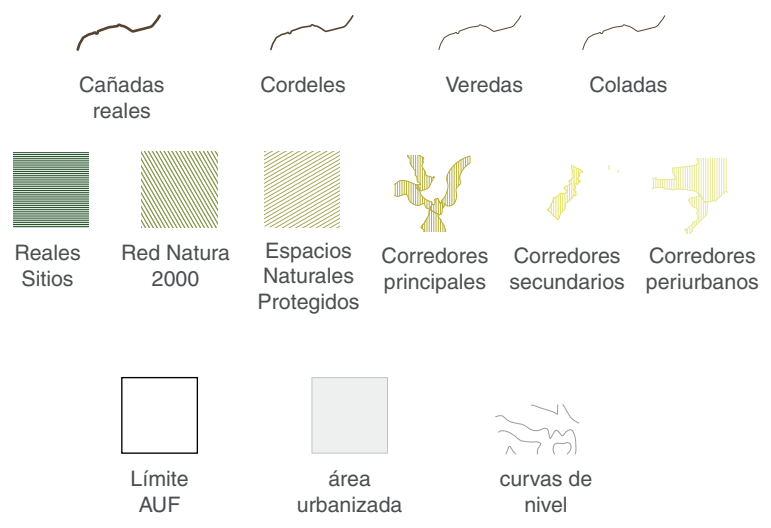 Cañadas
reales
Cordeles
Veredas
Coladas
Reales
Sitios
Red Natura
2000
Espacios
Naturales
Protegidos
Corredores
principales
Corredores
secundarios
Corredores
periurbanos
Límite
AUF
área
urbanizada
curvas de
nivel